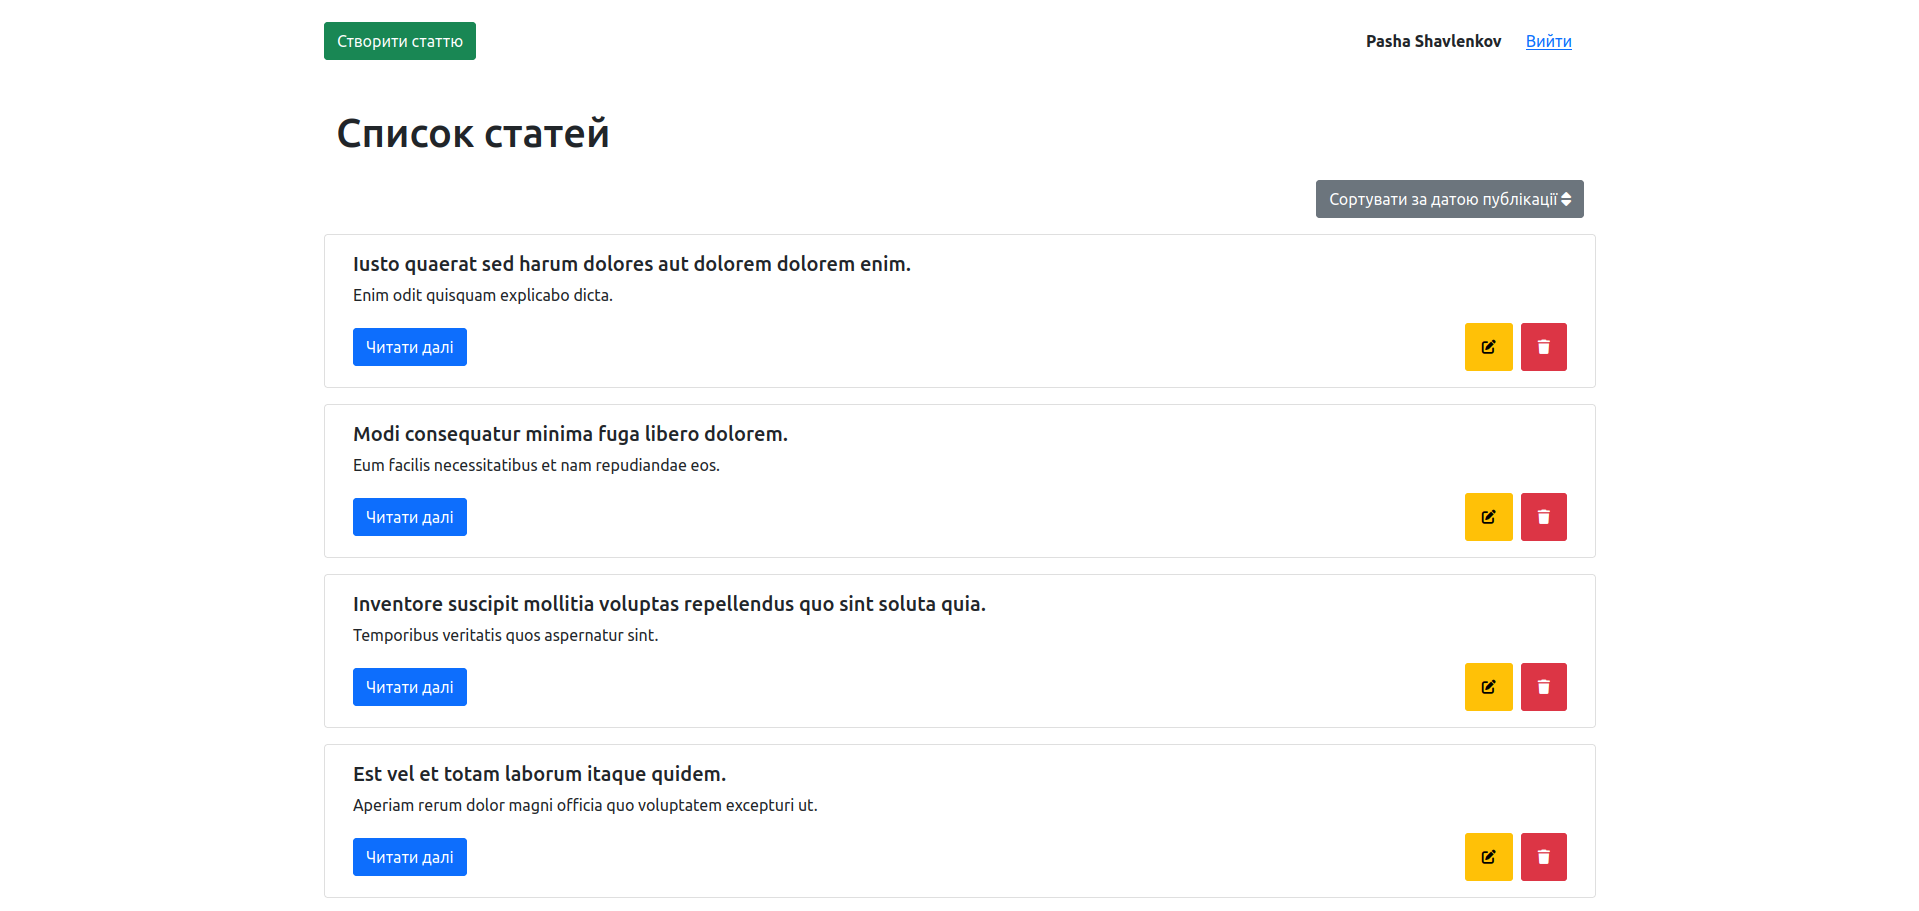 Створити статтю
Pasha Shavlenkov
Вийти
Список статей
Сортувати за датою публікації
Iusto quaerat sed harum dolores aut dolorem dolorem enim.
Enim odit quisquam explicabo dicta.
Читати далі
Modi consequatur minima fuga libero dolorem.
Eum facilis necessitatibus et nam repudiandae eos.
Читати далі
Inventore suscipit mollitia voluptas repellendus quo sint soluta quia.
Temporibus veritatis quos aspernatur sint.
Читати далі
Est vel et totam laborum itaque quidem.
Aperiam rerum dolor magni officia quo voluptatem excepturi ut.
Читати далі